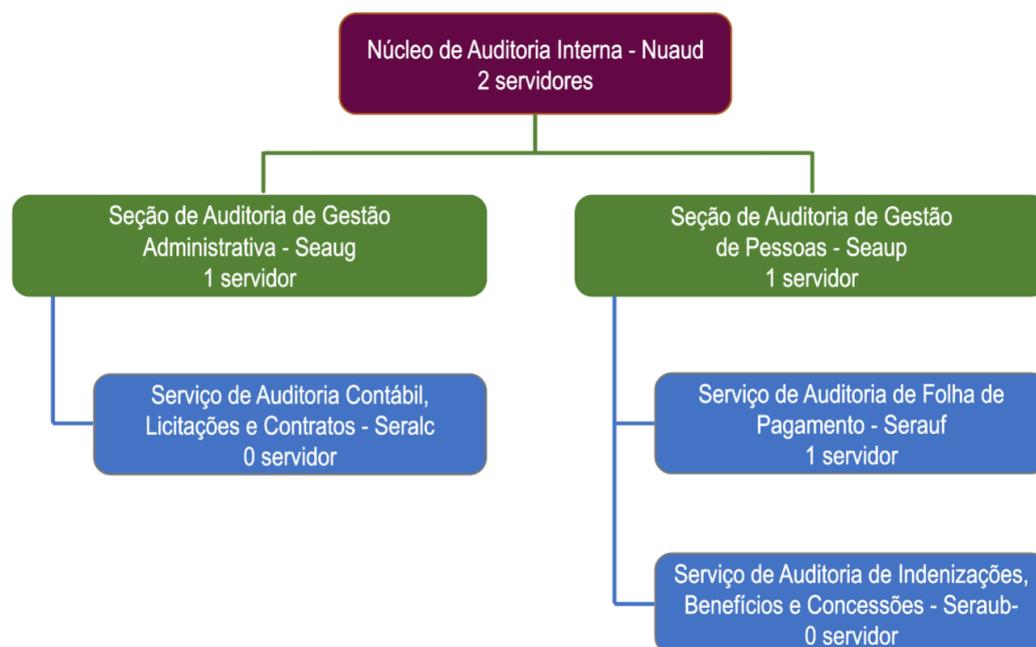 Núcleo de Auditoria Interna - Nuaud
2 servidores
Seção de Auditoria de Gestão
Administrativa - Seaug
1 servidor
Serviço de Auditoria Contábil,
Licitações e Contratos - Seralc
0 servidor
Seção de Auditoria de Gestão
de Pessoas - Seaup
1 servidor
Serviço de Auditoria de Folha de
Pagamento - Serauf
1 servidor
Serviço de Auditoria de Indenizações,
Benefícios e Concessões - Seraub-
0 servidor